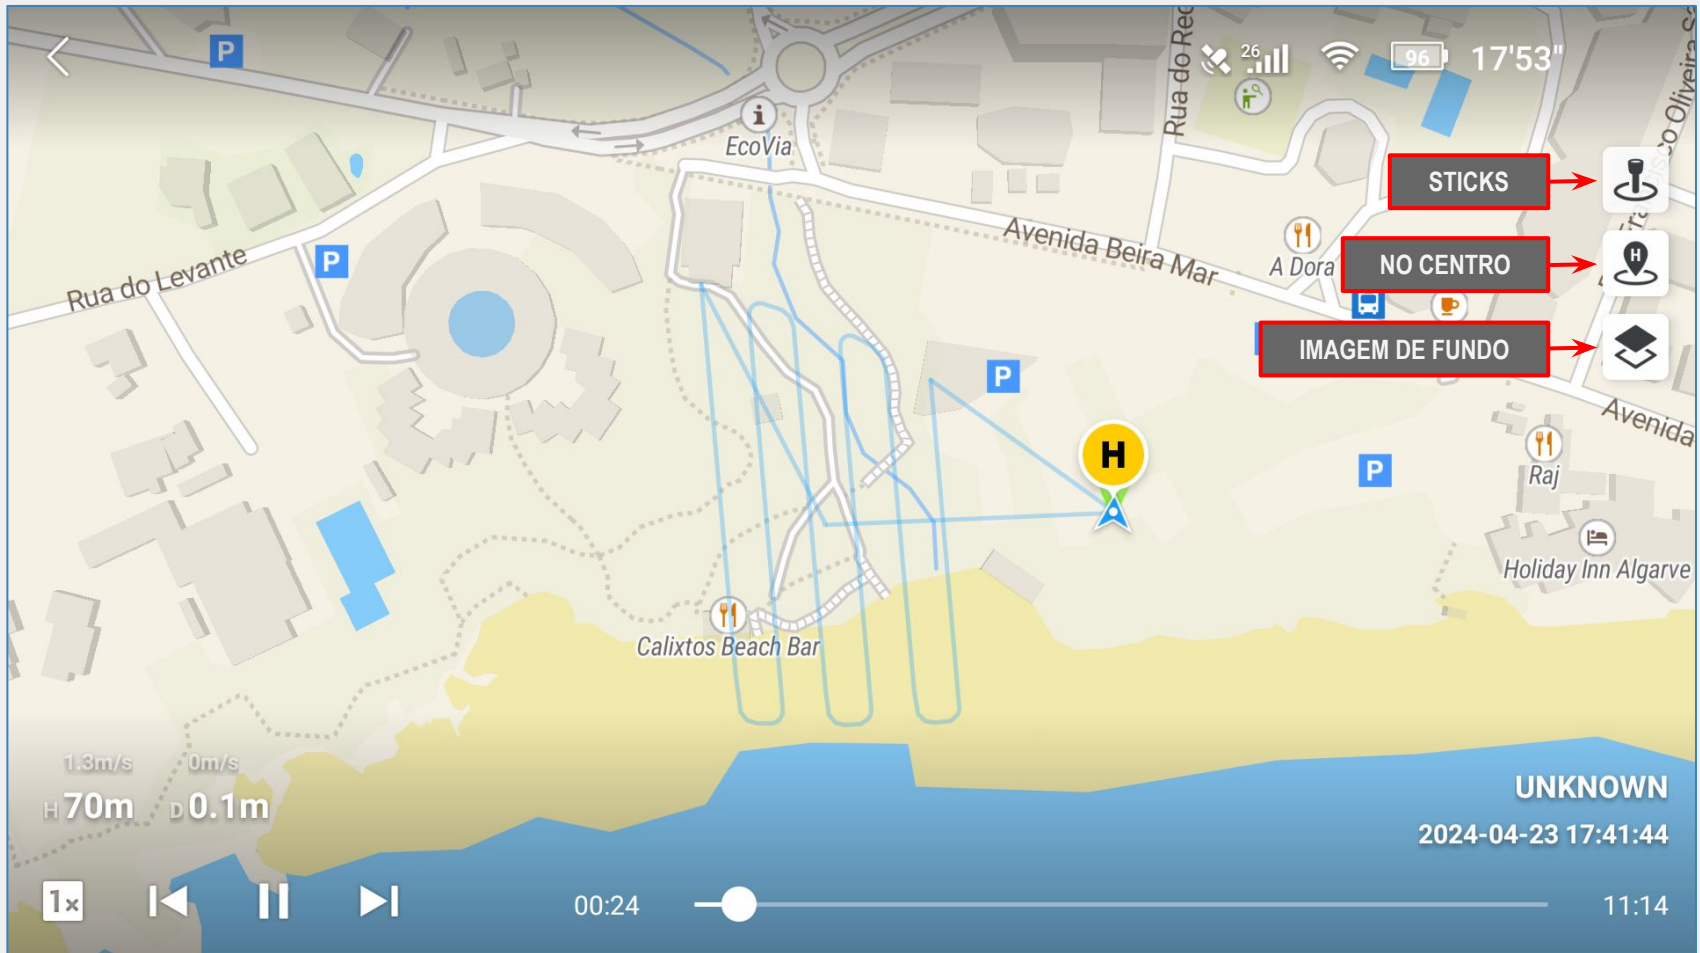 P
26
96
17'53"
Rua do Rec
isco Oliveira Sa
i
EcoVia
STICKS
Rua do Levante
P
Avenida Beira Mar
A Dora
NO CENTRO
H
IMAGEM DE FUNDO
P
Avenida
H
P
Raj
Holiday Inn Algarve
Calixtos Beach Bar
1.3m/s
0m/s
H 70m
D 0.1m
UNKNOWN
2024-04-23 17:41:44
1x
00:24
11:14